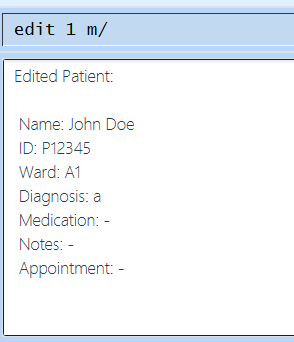 edit 1 m/
Edited Patient:
Name: John Doe
ID: P12345
Ward: A1
Diagnosis: a
Medication: -
Notes: -
Appointment: -